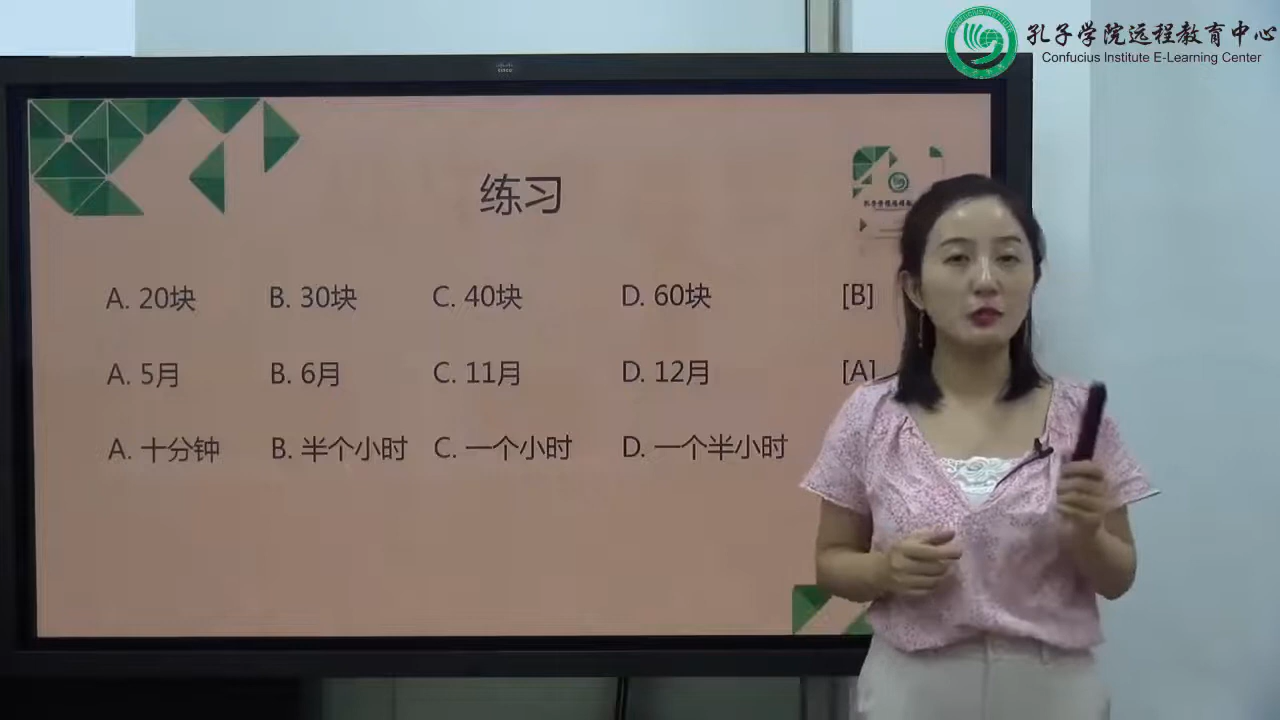 孔子学院远程教育中心
Confucius Institute E-Learning Center
练习
A. 20块 B. 30块 C. 40块 D. 60块 [B]
A. 5月 B. 6月 C. 11月 D. 12月 [A]
A. 十分钟 B. 半个小时 C. 一个小时 D. 一个半小时